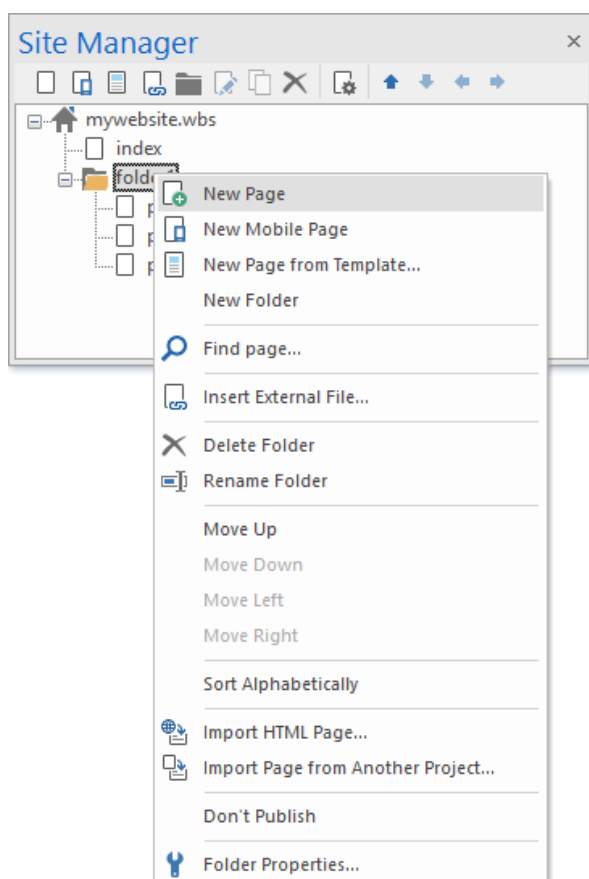 Site Manager
mywebsite.wbs
index
New Page
New Mobile Page
New Page from Template...
New Folder
Find page...
Insert External File...
Delete Folder
Rename Folder
Move Up
Move Down
Move Left
Move Right
Sort Alphabetically
Import HTML Page...
Import Page from Another Project...
Don't Publish
Folder Properties...